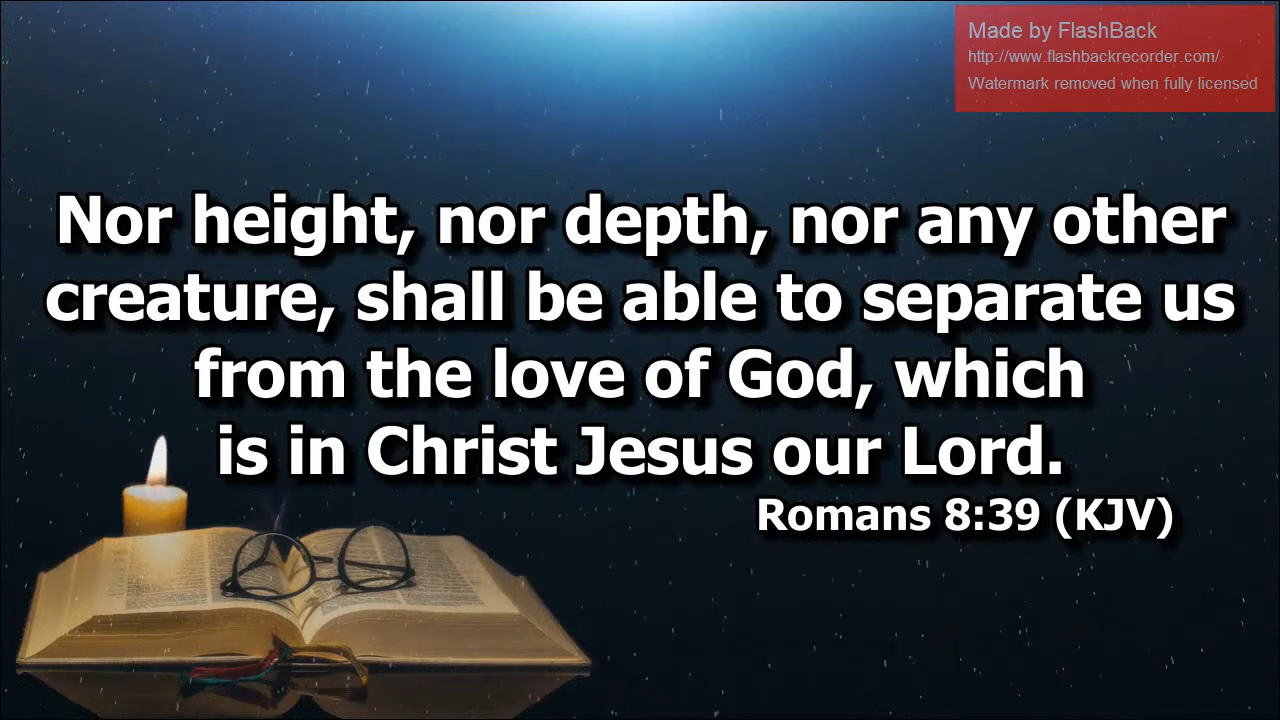 Made by FlashBack
http://www.flashbackrecorder.com/
Watermark removed when fully licensed
Nor height, nor depth, nor any other
creature, shall be able to separate us
from the love of God, which
is in Christ Jesus our Lord.
Romans 8:39 (KJV)